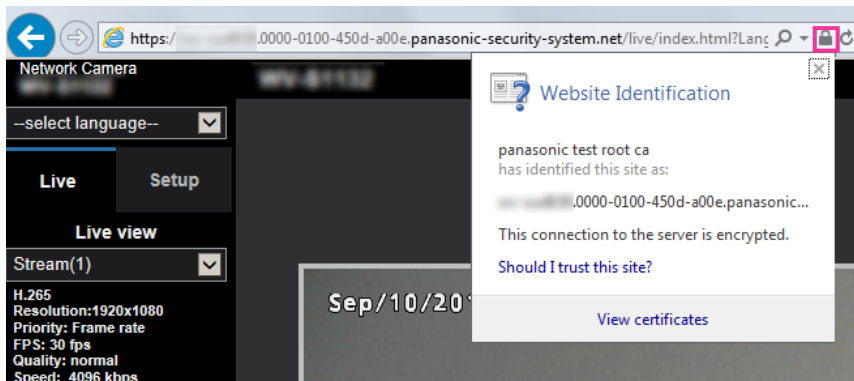 https:/ .0000-0100-450d-a00e.panasonic-security-system.net/live/index.html?Lang
Network Camera
--select language--
Live Setup
Live view
Stream(1)
H.265
Resolution:1920x1080
Priority: Frame rate
FPS: 30 fps
Quality: normal
Speed: 4096 kbps
Sep/10/20
Website Identification
panasonic test root ca
has identified this site as:
.0000-0100-450d-a00e.panasonic...
This connection to the server is encrypted.
Should I trust this site?
View certificates